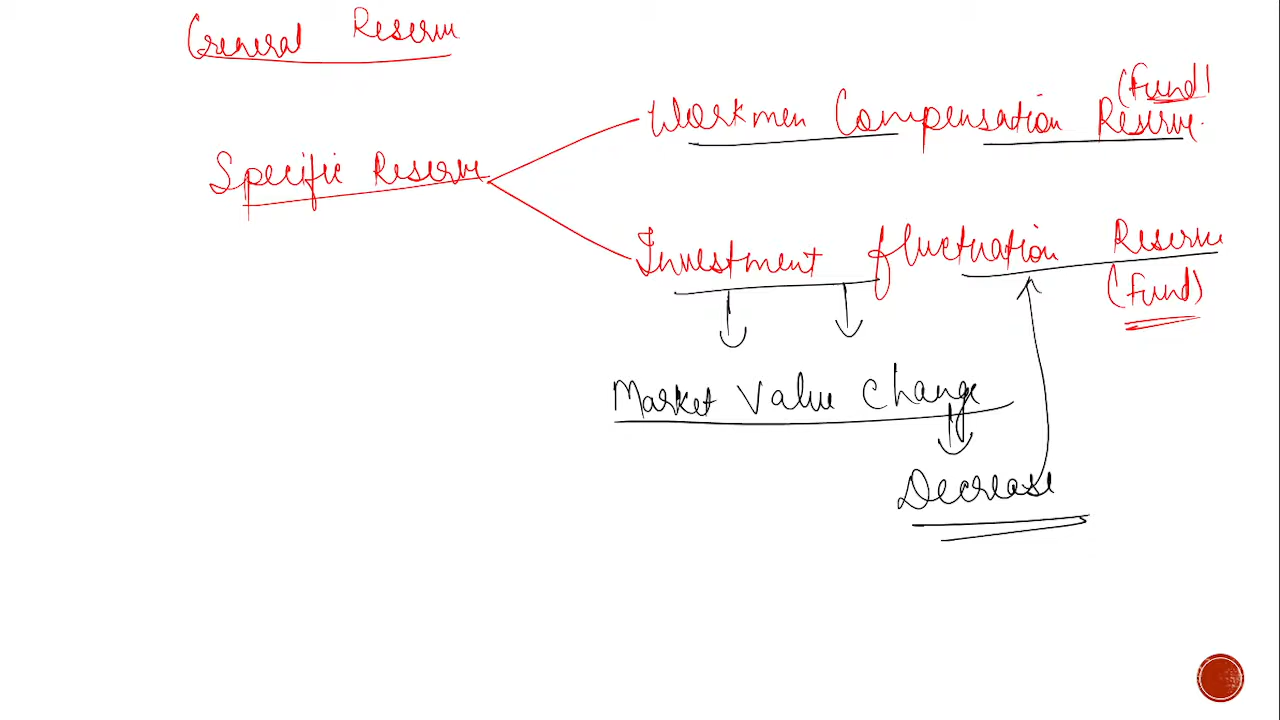 General Reserve
(Fund)
Workmen Compensation Reserve.
Specific Reserve
Investment fluctuation Reserve
(Fund)
Market Value Change
Decrease